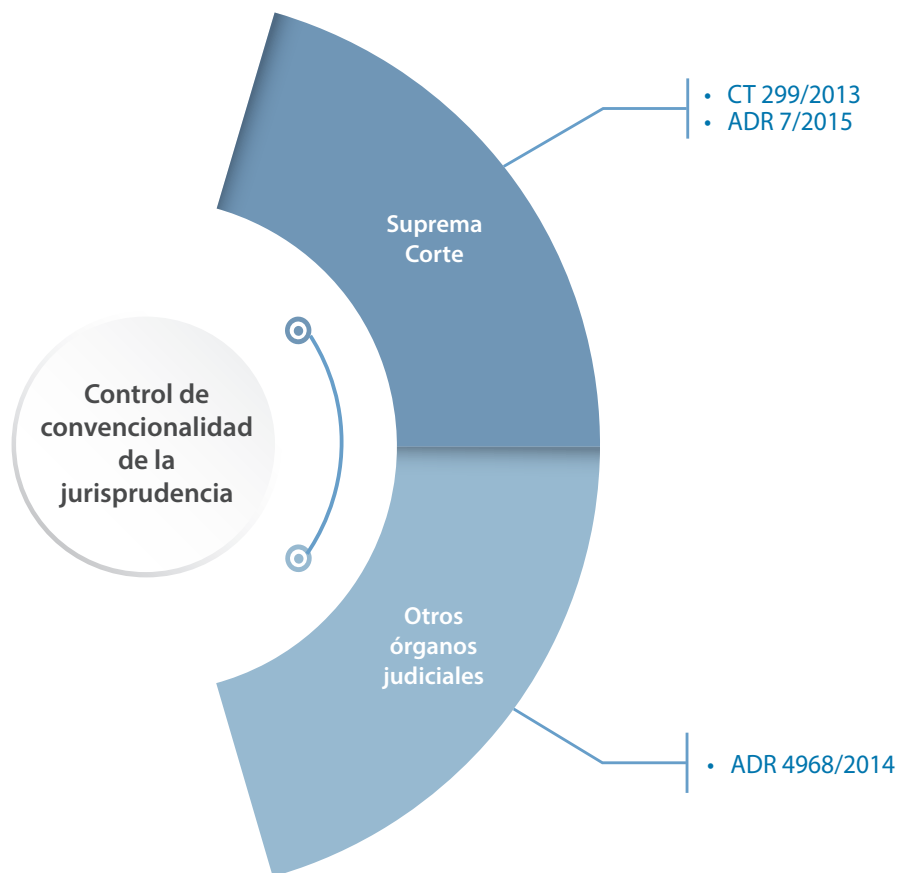 Control de
convencionalidad
de la
jurisprudencia
Suprema
Corte
• CT 299/2013
• ADR 7/2015
Otros
órganos
judiciales
• ADR 4968/2014